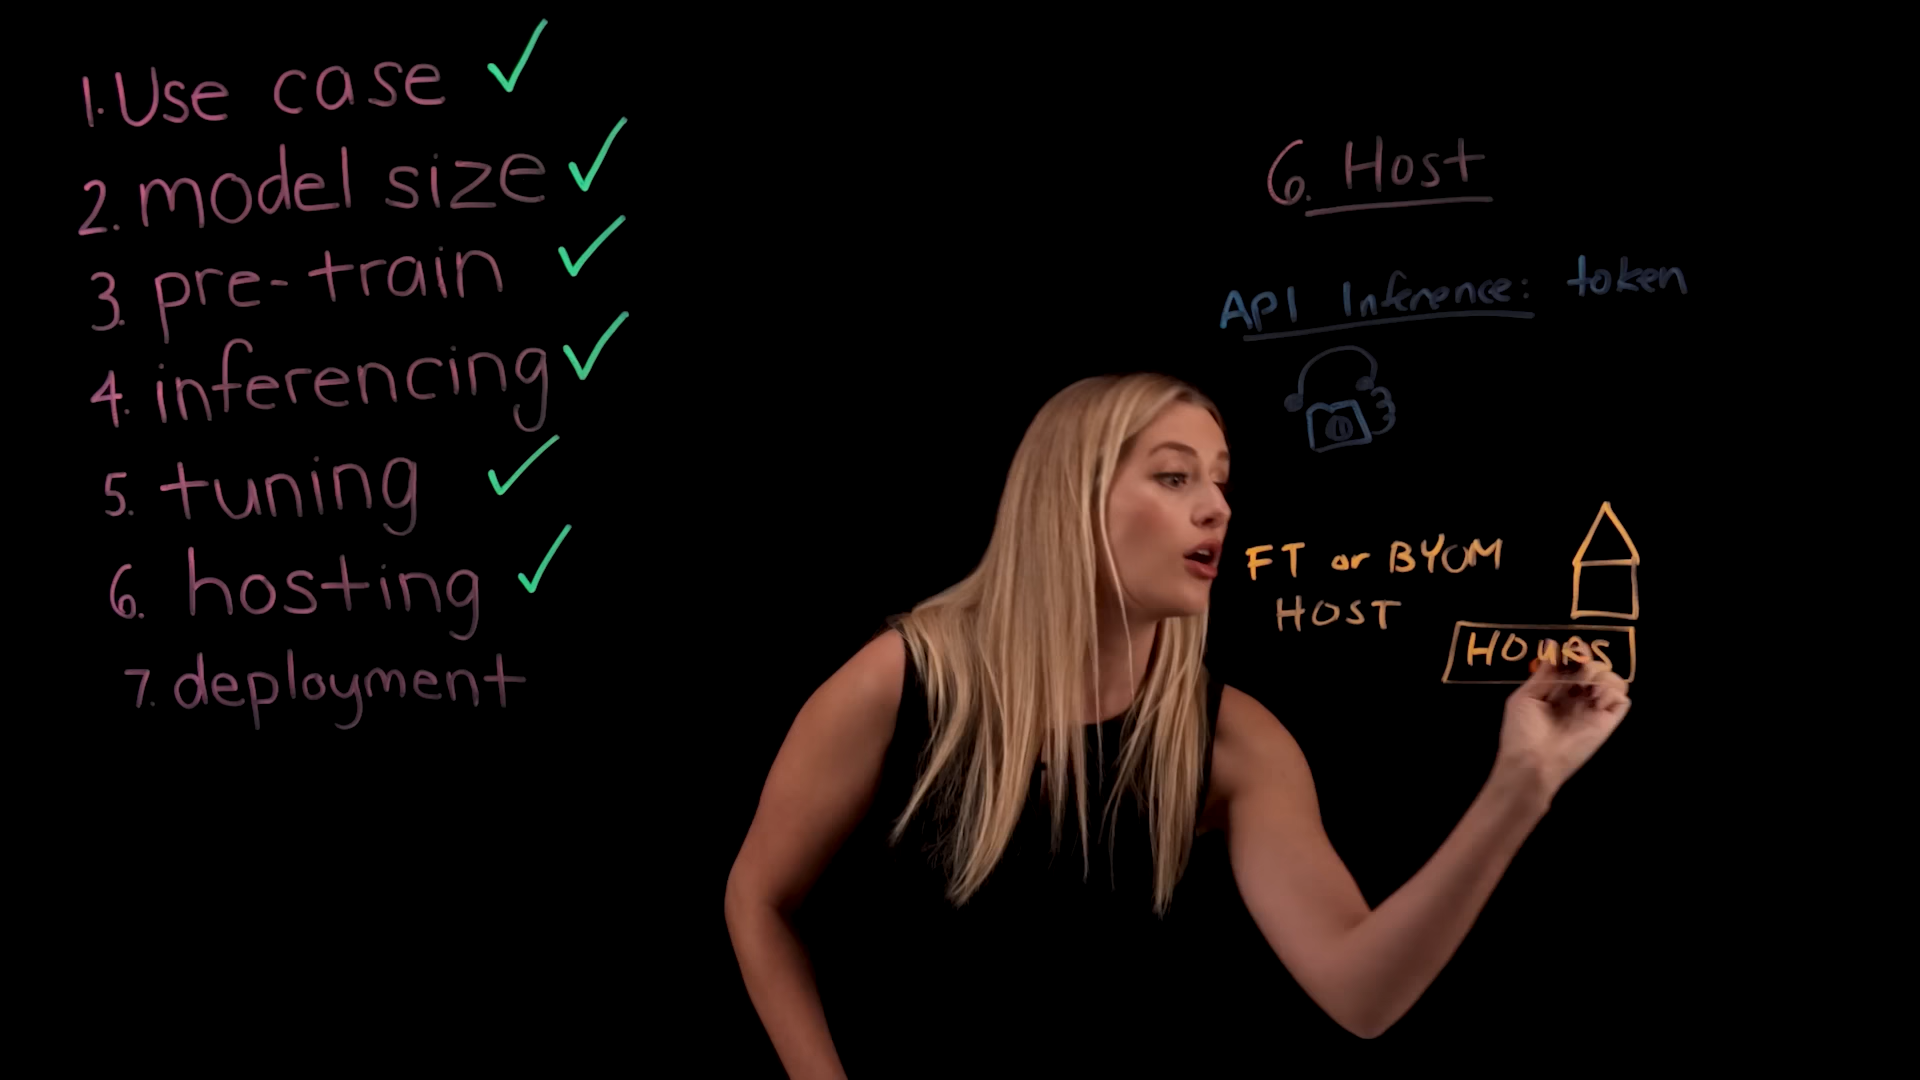 1. Use case
2. model size
3. pre-train
4. inferencing
5. tuning
6. hosting
7. deployment
6. Host
API Inference: token
FT or BYOM
HOST
HOURS